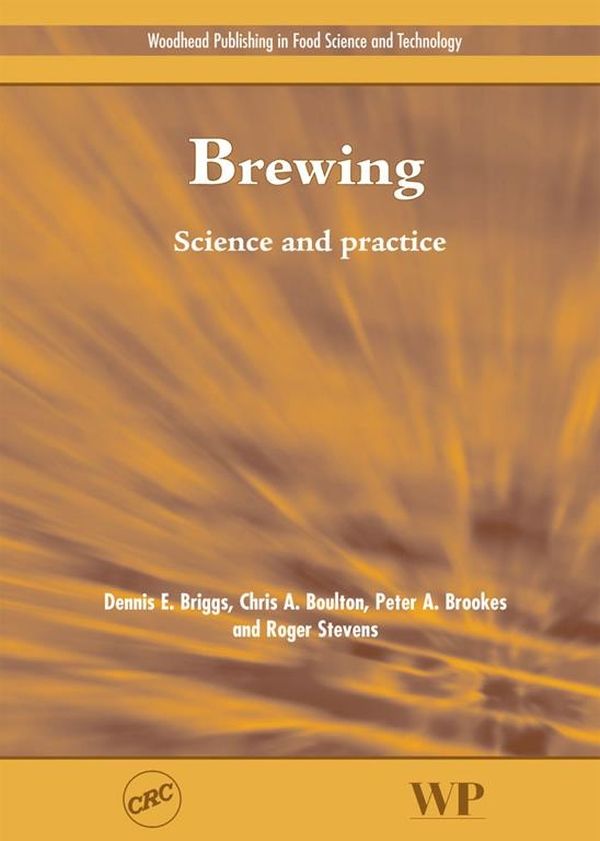 Woodhead Publishing in Food Science and Technology
Brewing
Science and practice
Dennis E. Briggs, Chris A. Boulton, Peter A. Brookes
and Roger Stevens
CRC
WP